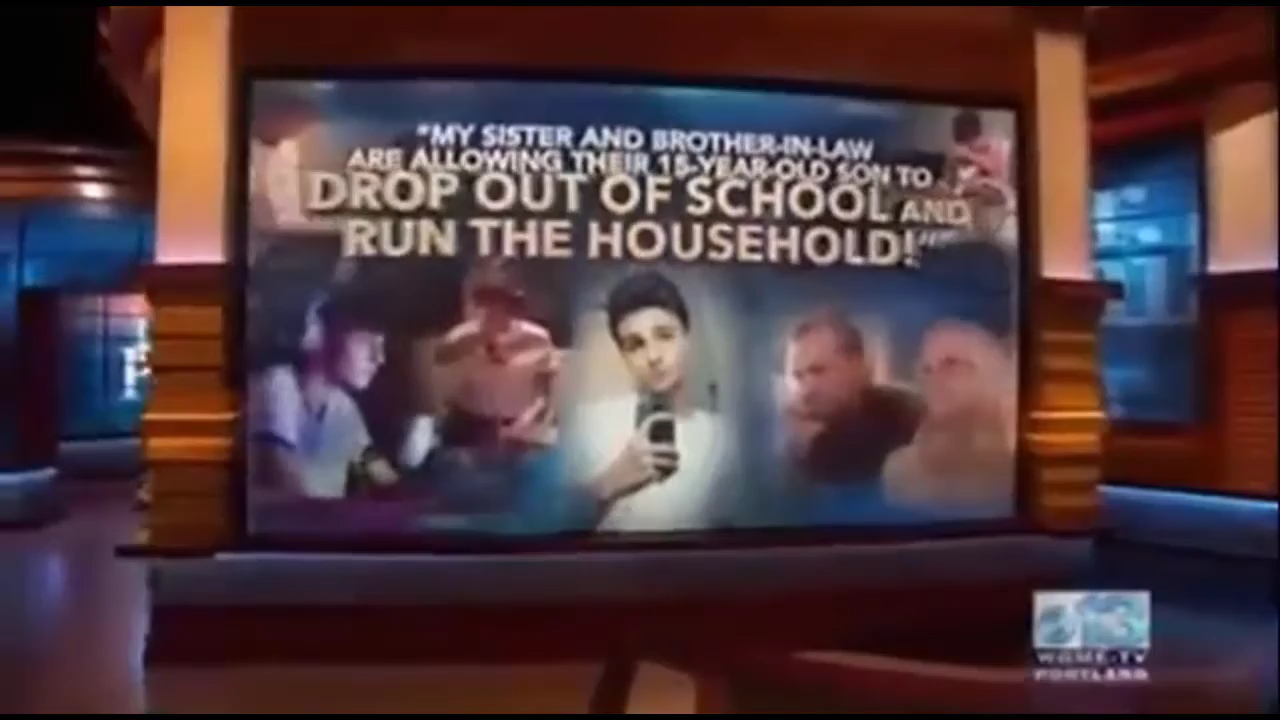 "MY SISTER AND BROTHER-IN-LAW
ARE ALLOWING THEIR 15-YEAR-OLD SON TO
DROP OUT OF SCHOOL AND
RUN THE HOUSEHOLD!"
13
WGME-TV
PORTLAND